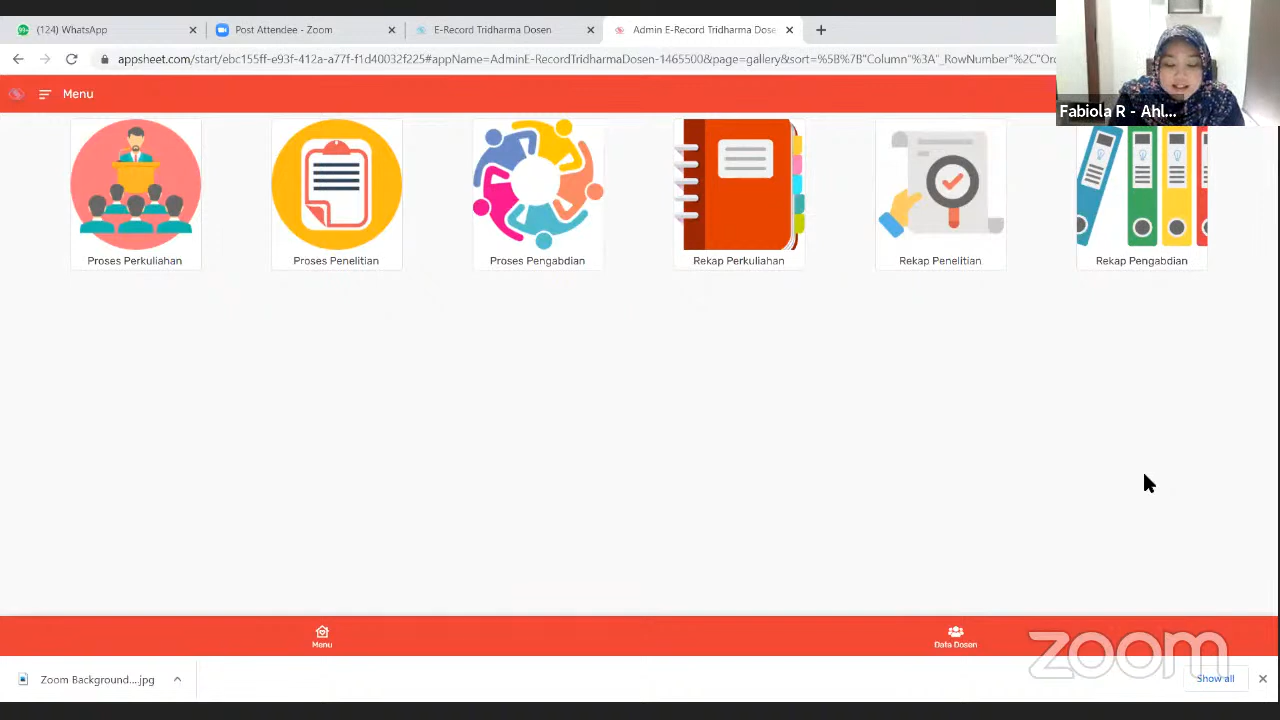 99+ (124) WhatsApp
Post Attendee - Zoom
E-Record Tridharma Dosen
Admin E-Record Tridharma Dose
appsheet.com/start/ebc155ff-e93f-412a-a77f-f1d40032f225#appName=AdminE-RecordTridharmaDosen-1465500&page=gallery&sort=%5B%7B"Column"%3A"_RowNumber"%2C"Orc
Fabiola R - Ahl...
Menu
Proses Perkuliahan
Proses Penelitian
Proses Pengabdian
Rekap Perkuliahan
Rekap Penelitian
Rekap Pengabdian
Menu
Data Dosen
zoom
Zoom Background....jpg
Show all